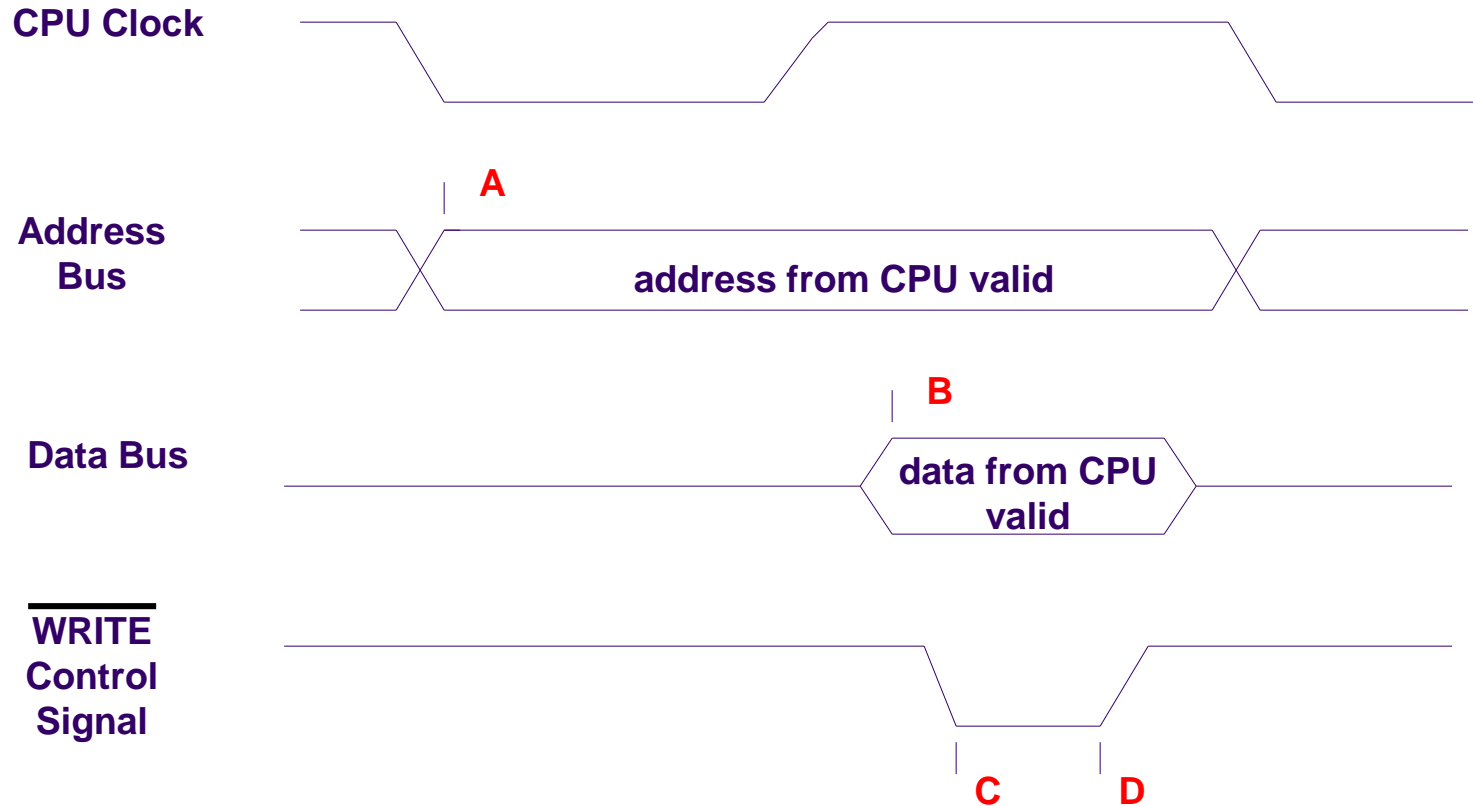 CPU Clock
A
Address
Bus
address from CPU valid
B
Data Bus
data from CPU
valid
WRITE
Control
Signal
C
D